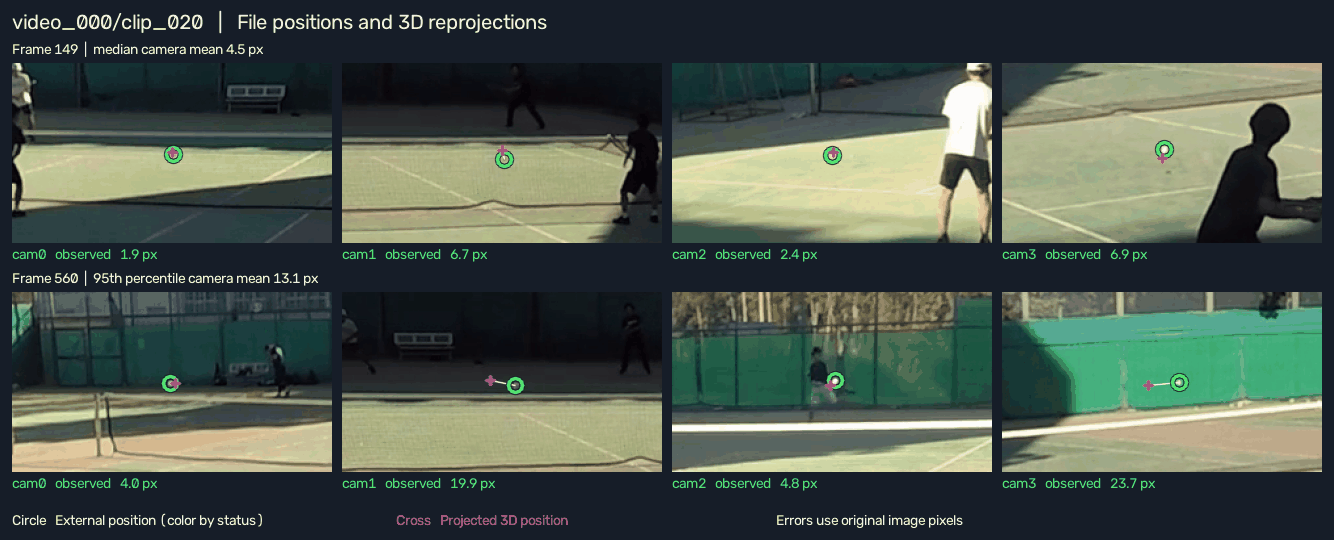 video_000/clip_020 | File positions and 3D reprojections
Frame 149 | median camera mean 4.5 px
cam0 observed 1.9 px
cam1 observed 6.7 px
cam2 observed 2.4 px
cam3 observed 6.9 px
Frame 560 | 95th percentile camera mean 13.1 px
cam0 observed 4.0 px
cam1 observed 19.9 px
cam2 observed 4.8 px
cam3 observed 23.7 px
Circle External position (color by status)
Cross Projected 3D position
Errors use original image pixels